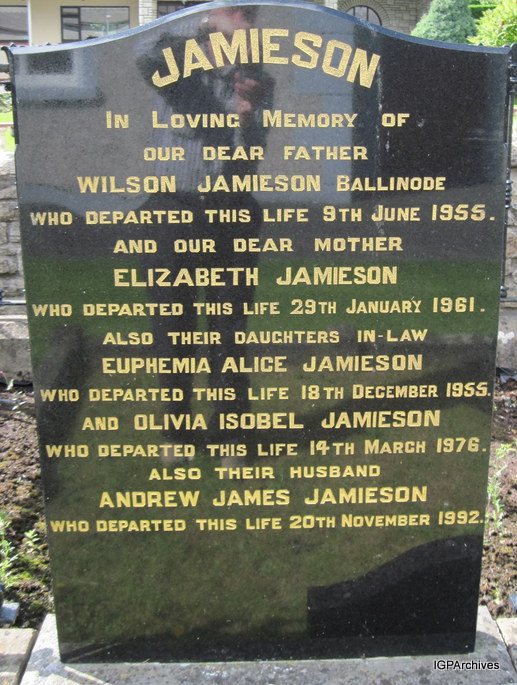 JAMIESON
IN LOVING MEMORY OF
OUR DEAR FATHER
WILSON JAMIESON BALLINODE
WHO DEPARTED THIS LIFE 9TH JUNE 1955.
AND OUR DEAR MOTHER
ELIZABETH JAMIESON
WHO DEPARTED THIS LIFE 29TH JANUARY 1961.
ALSO THEIR DAUGHTERS IN-LAW
EUPHEMIA ALICE JAMIESON
WHO DEPARTED THIS LIFE 18TH DECEMBER 1955.
AND OLIVIA ISOBEL JAMIESON
WHO DEPARTED THIS LIFE 14TH MARCH 1976.
ALSO THEIR HUSBAND
ANDREW JAMES JAMIESON
WHO DEPARTED THIS LIFE 20TH NOVEMBER 1992.
IGPArchives